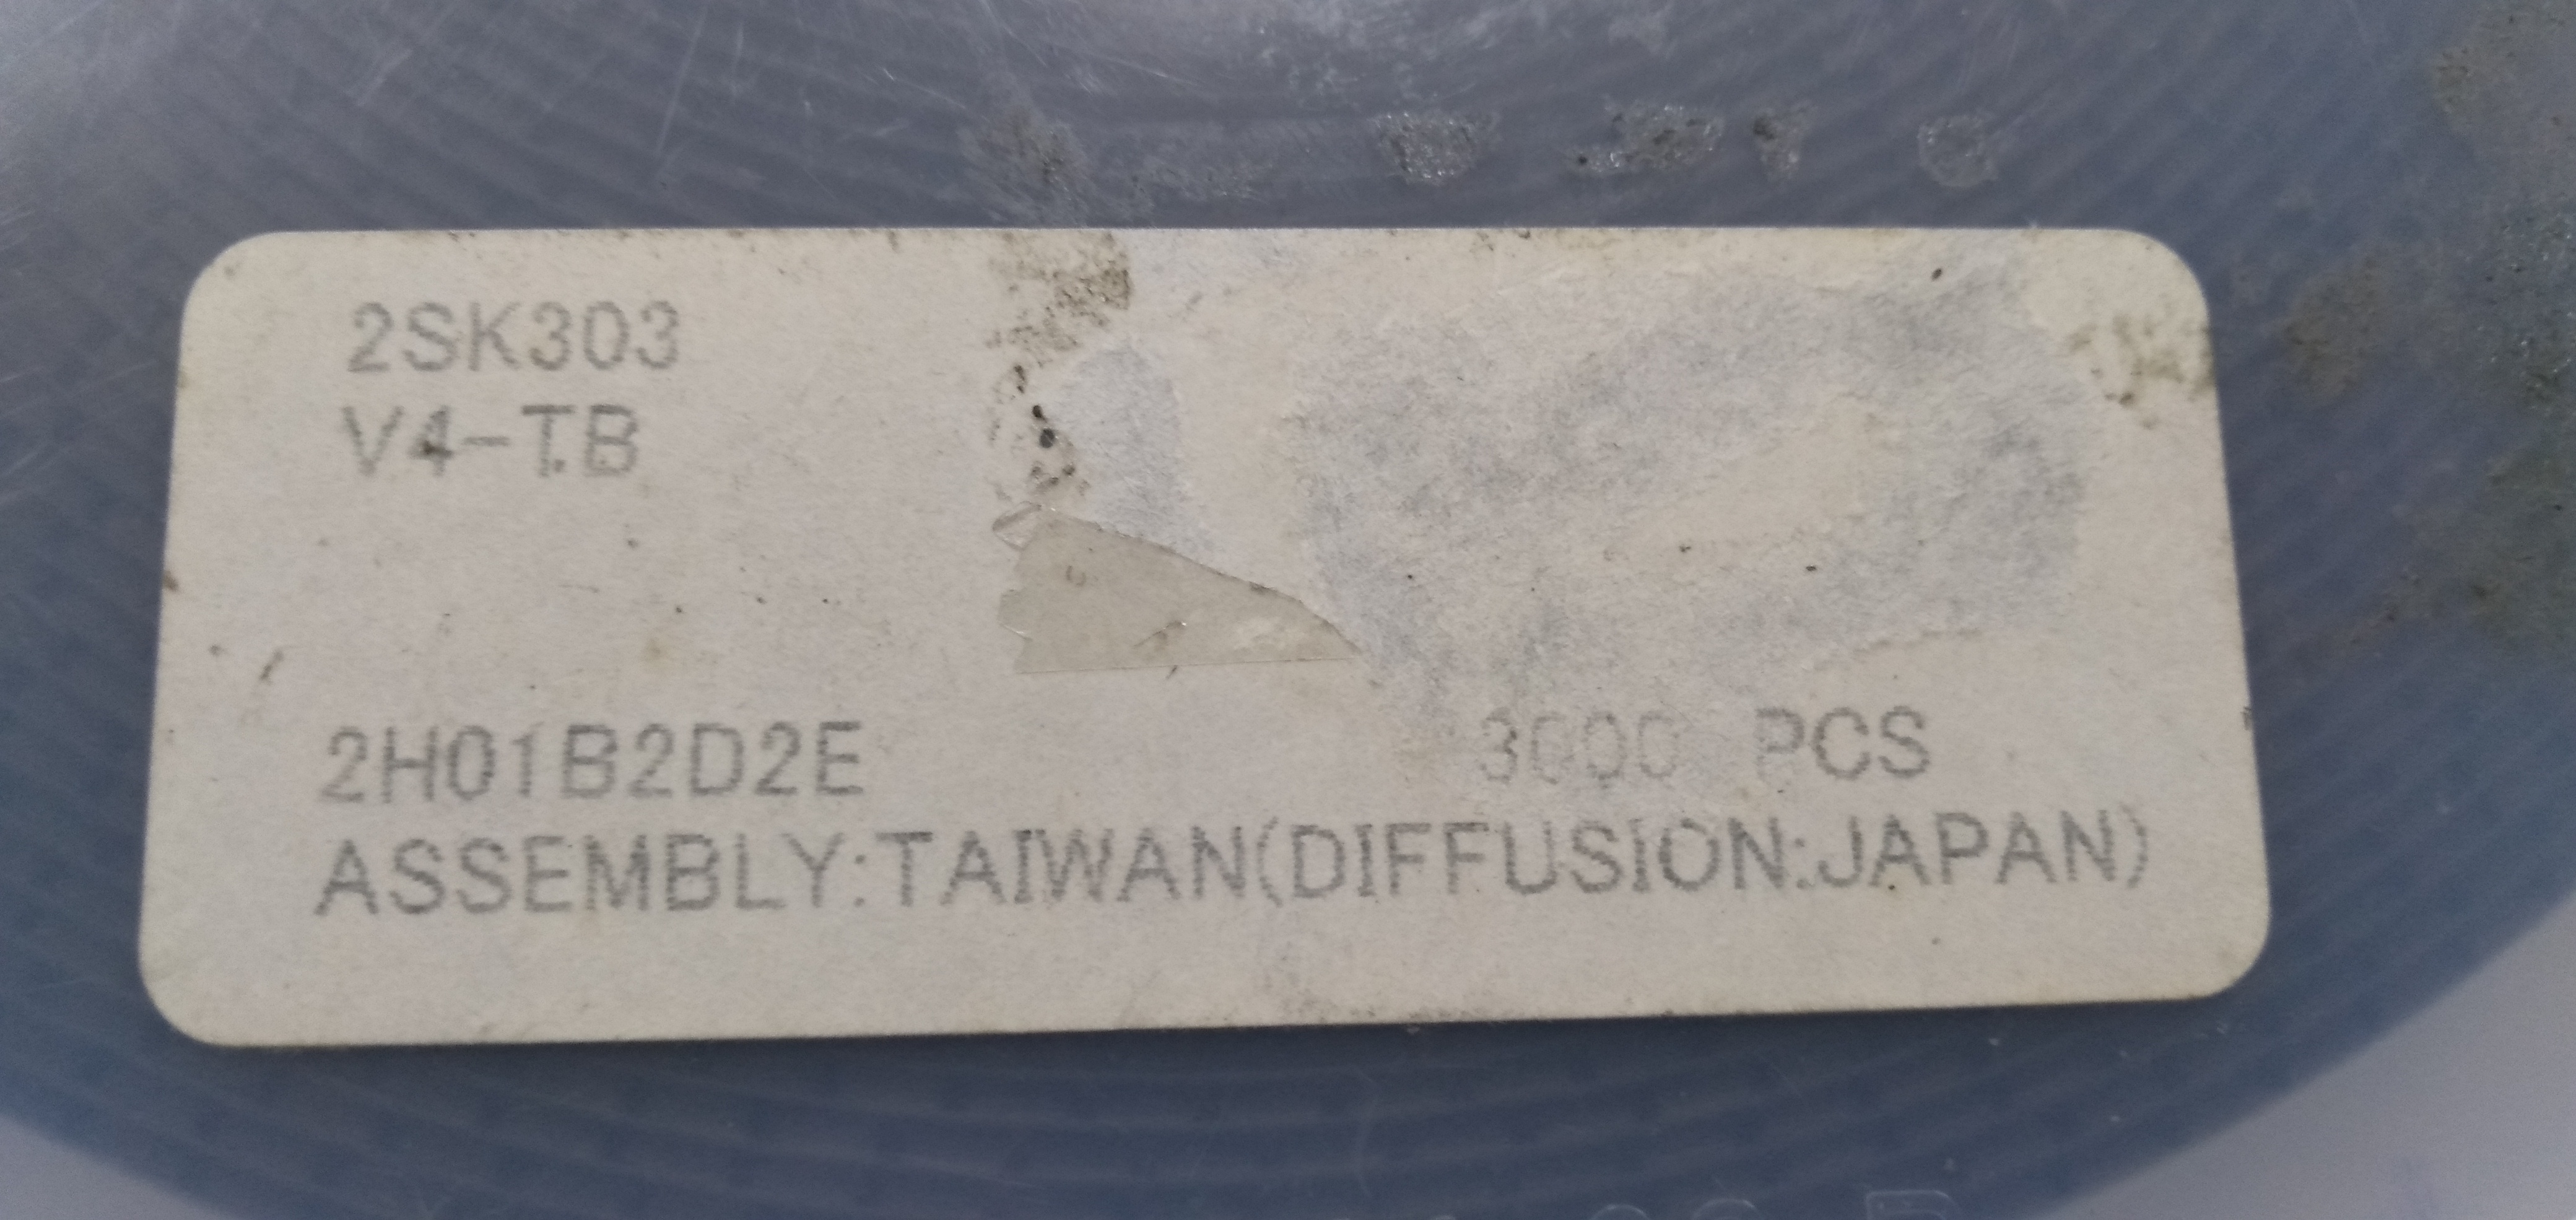 2SK303
V4-TB
2H01B2D2E 3000 PCS
ASSEMBLY:TAIWAN(DIFFUSION:JAPAN)